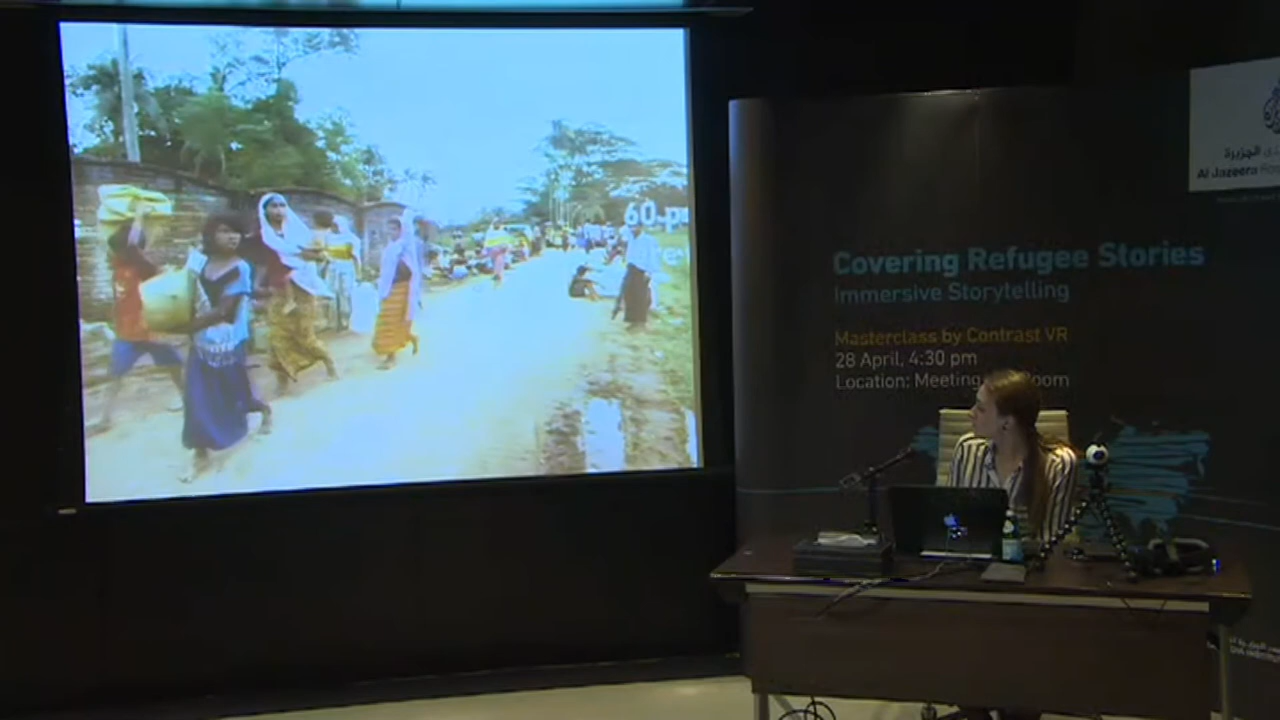 60 p
الجزيرة
Al Jazeera
Covering Refugee Stories
Immersive Storytelling
Masterclass by Contrast VR
28 April, 4:30 pm
Location: Meeting